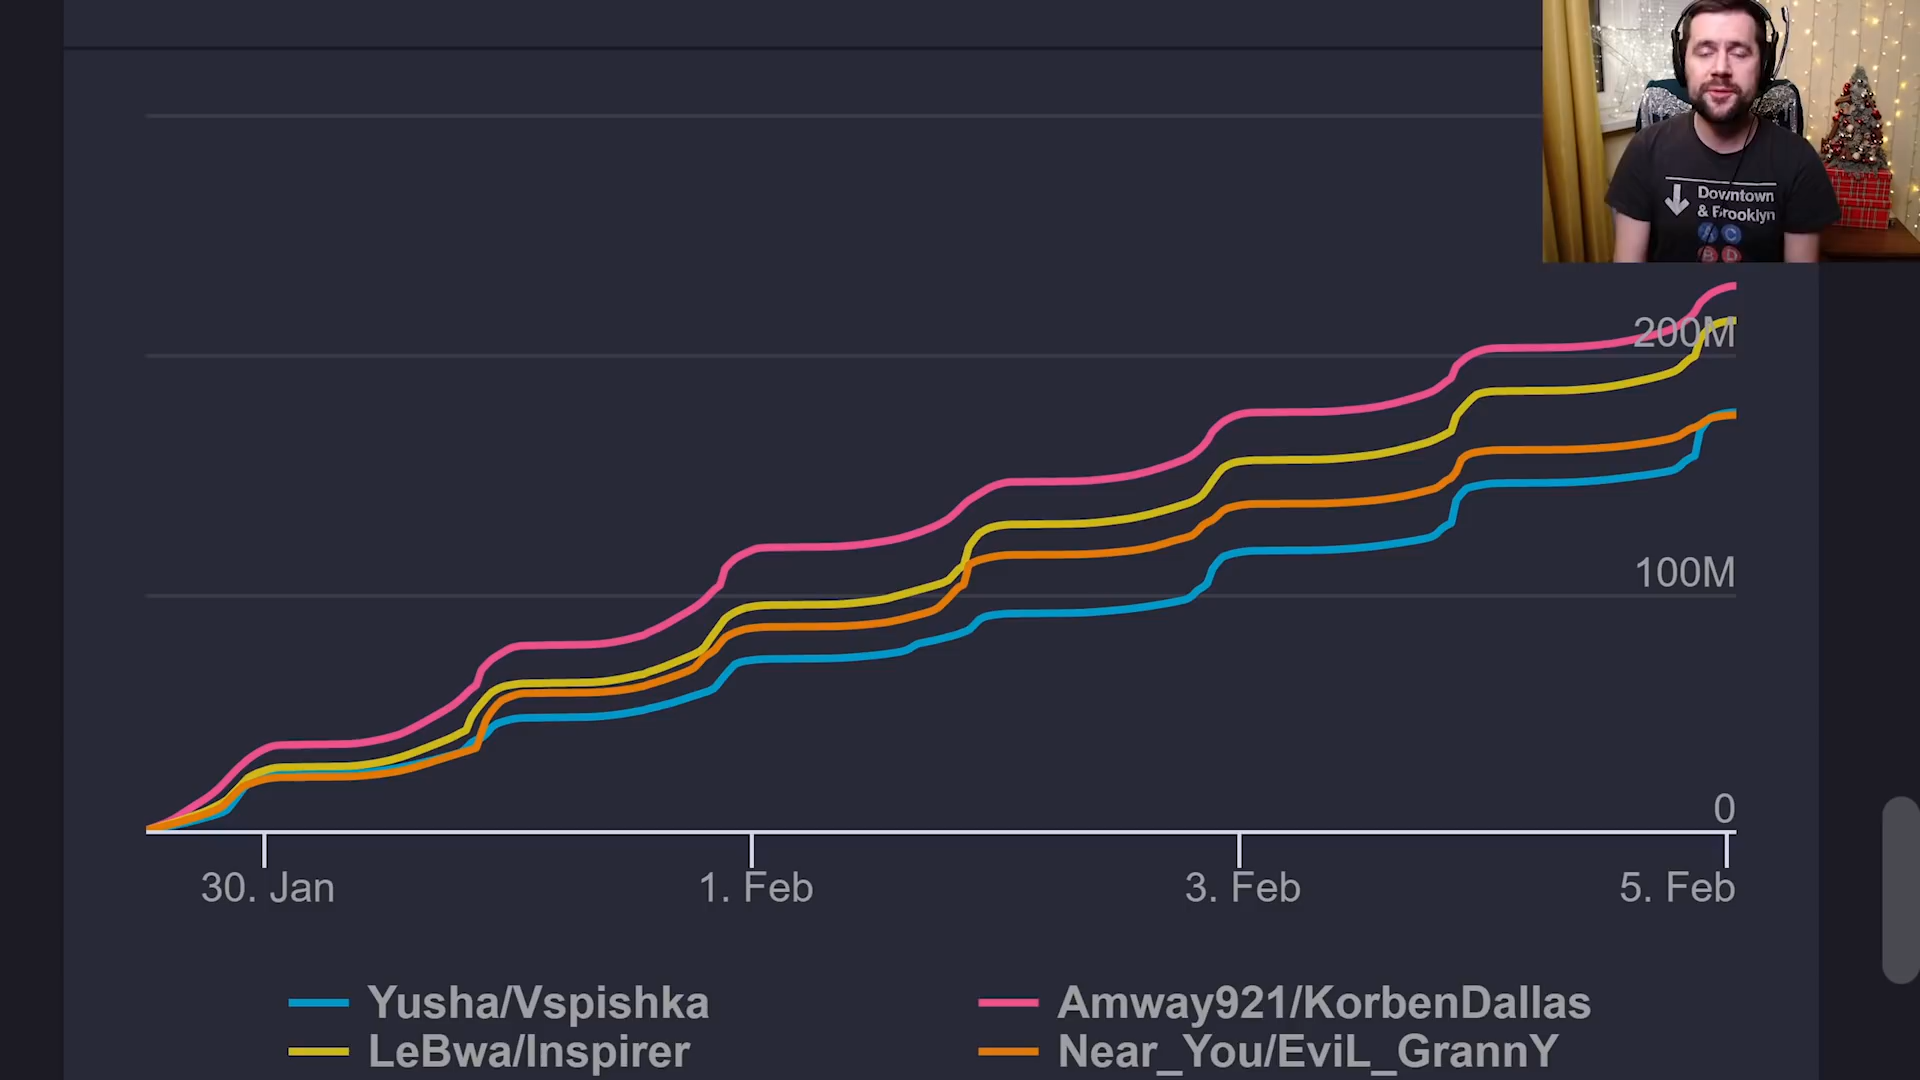 Downtown
& Brooklyn
A C
B D
200M
100M
0
30. Jan
1. Feb
3. Feb
5. Feb
Yusha/Vspishka
Amway921/KorbenDallas
LeBwa/Inspirer
Near_You/EviL_GrannY